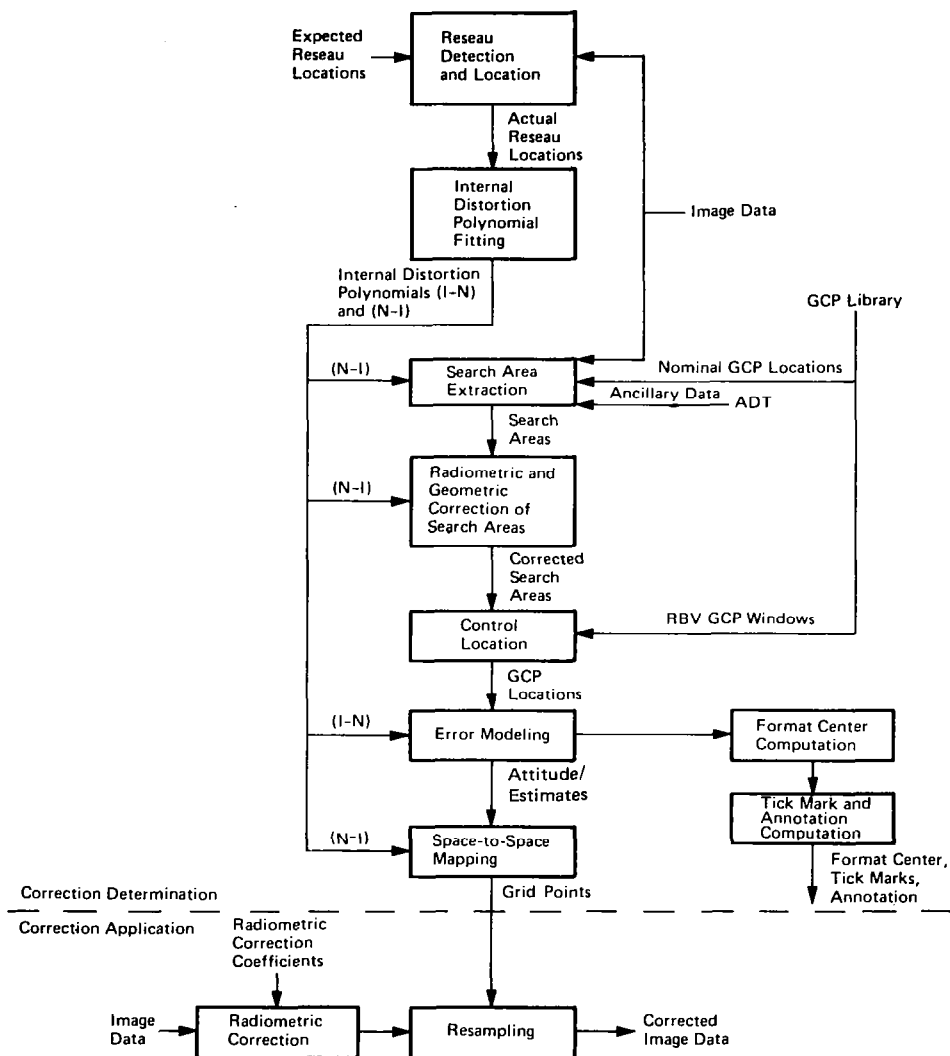 Expected
Reseau
Locations
Reseau
Detection
and Location
Actual
Reseau
Locations
Internal
Distortion
Polynomial
Fitting
Image Data
Internal Distortion
Polynomials (I-N)
and (N-I)
GCP Library
(N-I)
Search Area
Extraction
Nominal GCP Locations
Ancillary Data
ADT
Search
Areas
(N-I)
Radiometric and
Geometric
Correction of
Search Areas
Corrected
Search
Areas
Control
Location
RBV GCP Windows
GCP
Locations
(I-N)
Error Modeling
Format Center
Computation
Attitude/
Estimates
Tick Mark and
Annotation
Computation
(N-I)
Space-to-Space
Mapping
Format Center,
Tick Marks,
Annotation
Grid Points
Correction Determination
Correction Application
Radiometric
Correction
Coefficients
Image
Data
Radiometric
Correction
Resampling
Corrected
Image Data